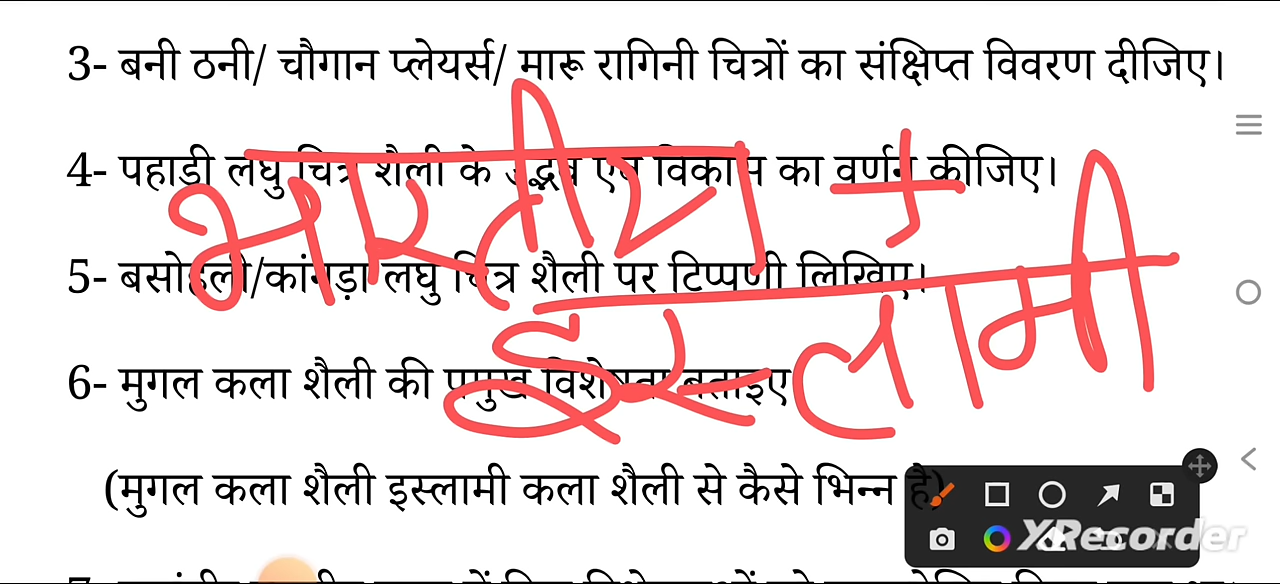 3- बनी ठनी/ चौगान प्लेयर्स/ मारू रागिनी चित्रों का संक्षिप्त विवरण दीजिए।
4- पहाड़ी लघु चित्र शैली के उद्भव एवं विकास का वर्णन कीजिए।
भारतीय +
5- बसोहली/कांगड़ा लघु चित्र शैली पर टिप्पणी लिखिए।
इस्लामी
6- मुगल कला शैली की प्रमुख विशेषता बताइए
(मुगल कला शैली इस्लामी कला शैली से कैसे भिन्न है)
XRecorder
7-